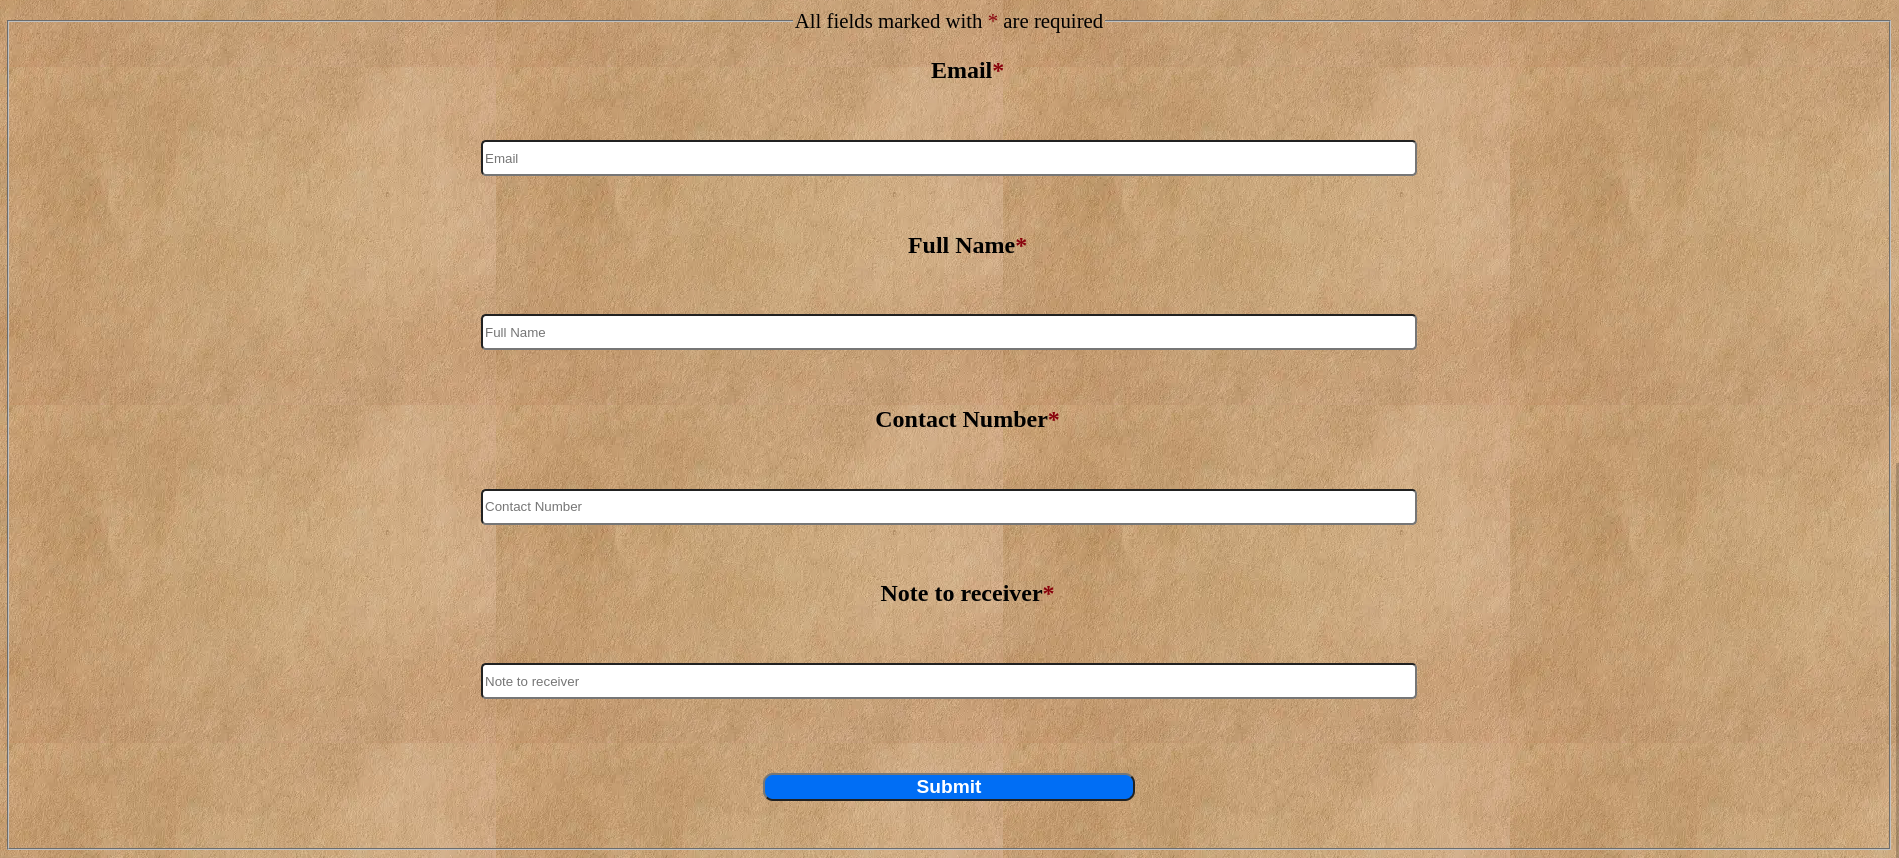 All fields marked with * are required
Email*
Email
Full Name*
Full Name
Contact Number*
Contact Number
Note to receiver*
Note to receiver
Submit